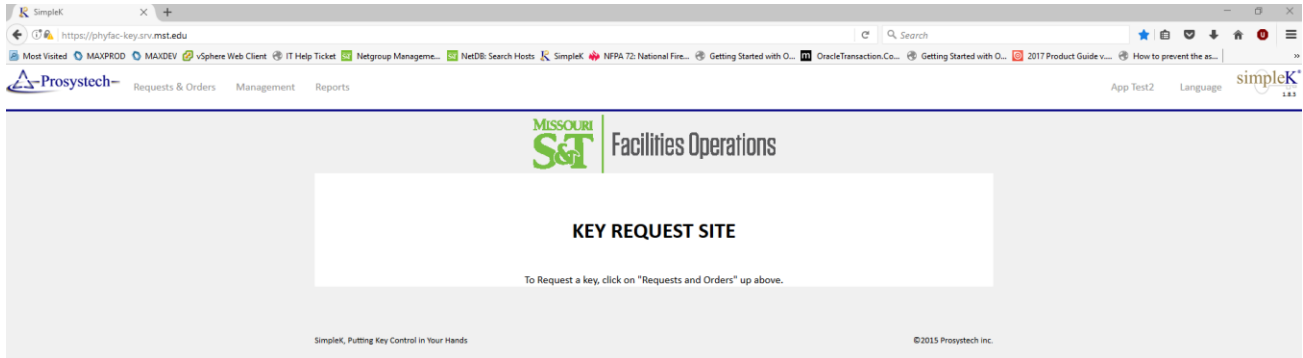 SimpleK
https://phyfac-key.srv.mst.edu
Search
Most Visited MAXPROD MAXDEV vSphere Web Client IT Help Ticket Netgroup Manageme... NetDB: Search Hosts SimpleK NFPA 72: National Fire... Getting Started with O... OracleTransaction.Co... Getting Started with O... 2017 Product Guide v.... How to prevent the as...
Prosystech Requests & Orders Management Reports App Test2 Language simpleK
1.8.3
MISSOURI
S&T Facilities Operations
KEY REQUEST SITE
To Request a key, click on "Requests and Orders" up above.
SimpleK, Putting Key Control in Your Hands ©2015 Prosystech inc.